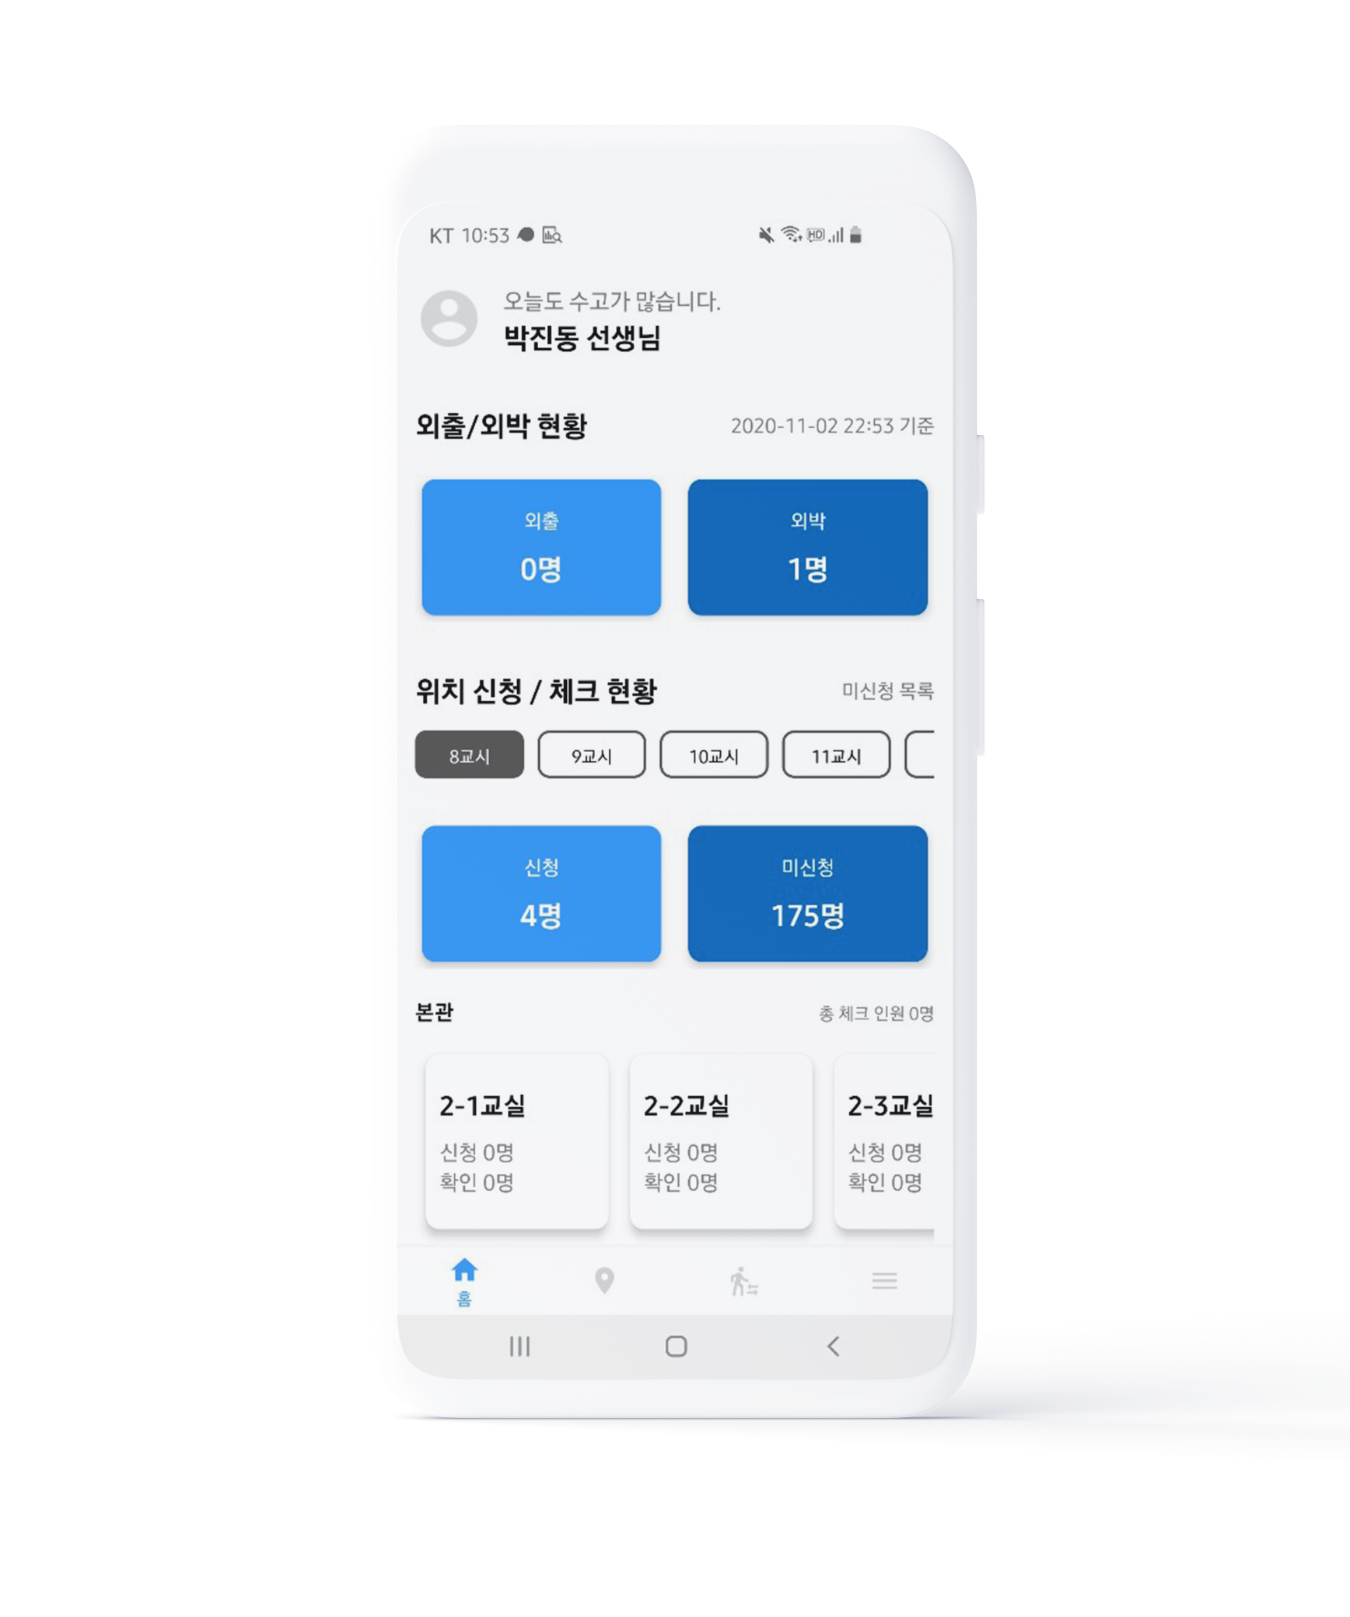 KT 10:53
HD
오늘도 수고가 많습니다.
박진동 선생님
외출/외박 현황
2020-11-02 22:53 기준
외출
외박
0명
1명
위치 신청 / 체크 현황
미신청 목록
8교시
9교시
10교시
11교시
신청
미신청
4명
175명
본관
총 체크 인원 0명
2-1교실
2-2교실
2-3교실
신청 0명
신청 0명
신청 0명
확인 0명
확인 0명
확인 0명
홈